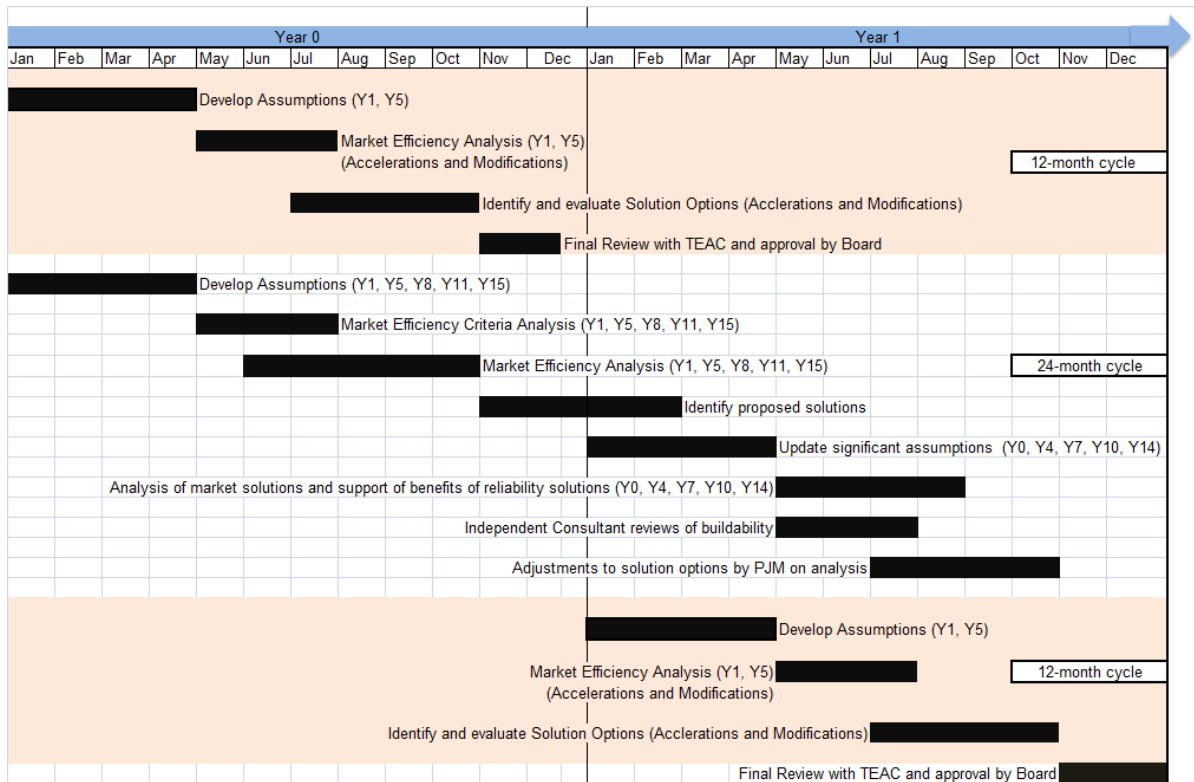 Year 0 Year 1
Jan Feb Mar Apr May Jun Jul Aug Sep Oct Nov Dec Jan Feb Mar Apr May Jun Jul Aug Sep Oct Nov Dec
Develop Assumptions (Y1, Y5)
Market Efficiency Analysis (Y1, Y5)
(Accelerations and Modifications)
12-month cycle
Identify and evaluate Solution Options (Acclerations and Modifications)
Final Review with TEAC and approval by Board
Develop Assumptions (Y1, Y5, Y8, Y11, Y15)
Market Efficiency Criteria Analysis (Y1, Y5, Y8, Y11, Y15)
Market Efficiency Analysis (Y1, Y5, Y8, Y11, Y15)
24-month cycle
Identify proposed solutions
Update significant assumptions (Y0, Y4, Y7, Y10, Y14)
Analysis of market solutions and support of benefits of reliability solutions (Y0, Y4, Y7, Y10, Y14)
Independent Consultant reviews of buildability
Adjustments to solution options by PJM on analysis
Develop Assumptions (Y1, Y5)
Market Efficiency Analysis (Y1, Y5)
(Accelerations and Modifications)
12-month cycle
Identify and evaluate Solution Options (Acclerations and Modifications)
Final Review with TEAC and approval by Board